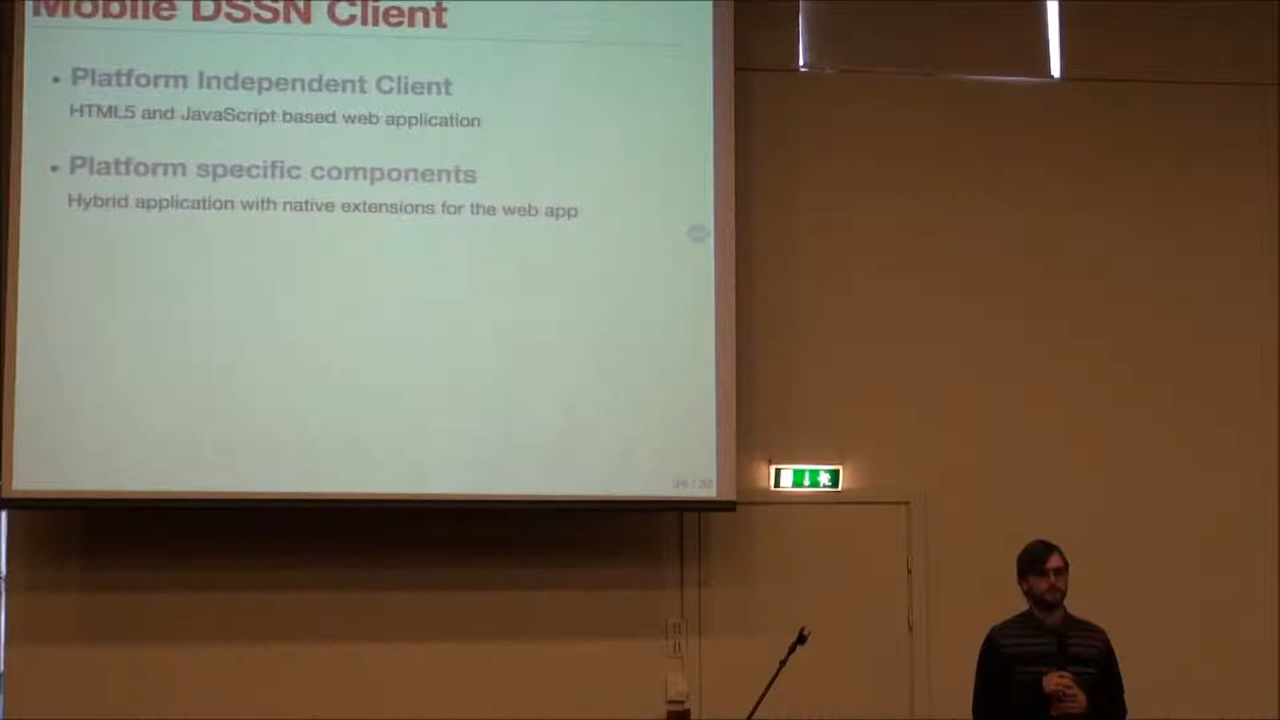 Mobile DSSN Client
• Platform Independent Client
HTML5 and JavaScript based web application
• Platform specific components
Hybrid application with native extensions for the web app